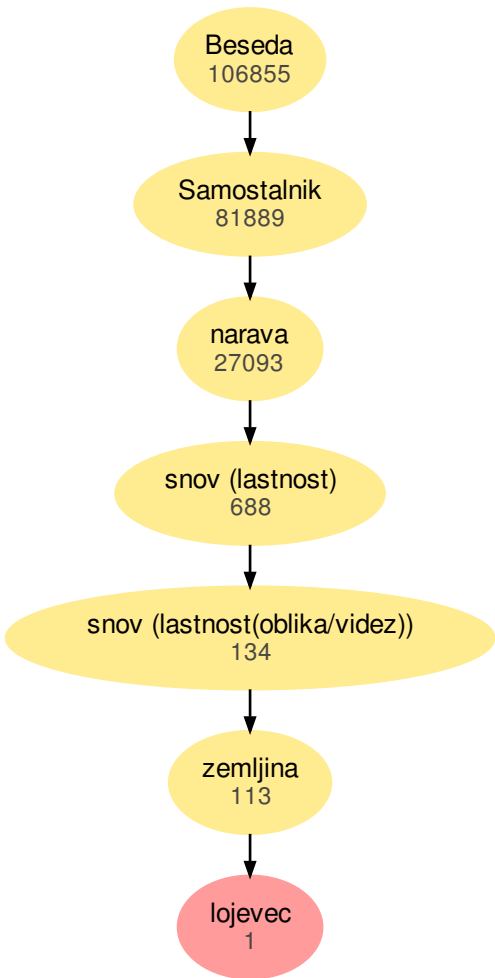 Beseda
106855
Samostalnik
81889
narava
27093
snov (lastnost)
688
snov (lastnost(oblika/videz))
134
zemljina
113
lojevec
1